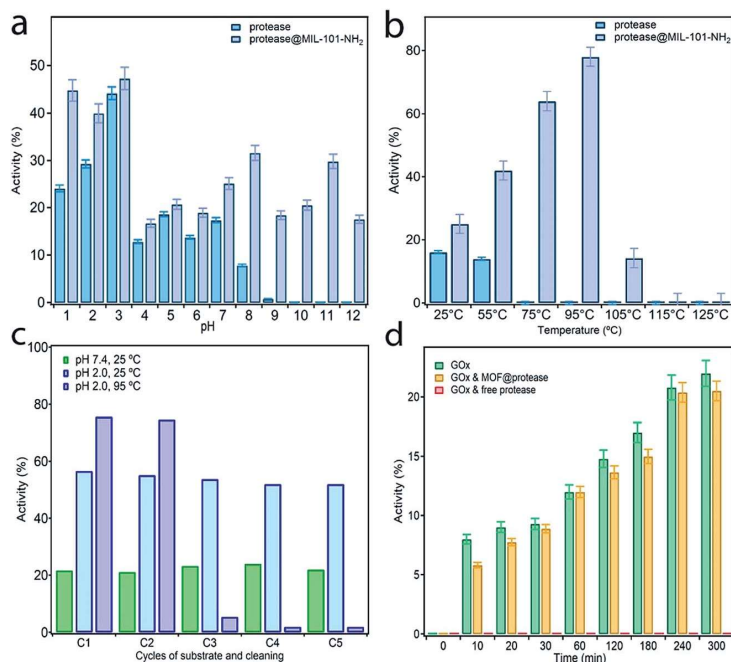 a
protease
protease@MIL-101-NH₂
Activity (%)
50
40
30
20
10
0
1 2 3 4 5 6 7 8 9 10 11 12
pH
b
protease
protease@MIL-101-NH₂
Activity (%)
80
60
40
20
0
25°C 55°C 75°C 95°C 105°C 115°C 125°C
Temperature (ºC)
c
pH 7.4, 25 ºC
pH 2.0, 25 ºC
pH 2.0, 95 ºC
Activity (%)
100
80
60
40
20
0
C1 C2 C3 C4 C5
Cycles of substrate and cleaning
d
GOx
GOx & MOF@protease
GOx & free protease
Activity (%)
20
15
10
5
0
0 10 20 30 60 120 180 240 300
Time (min)